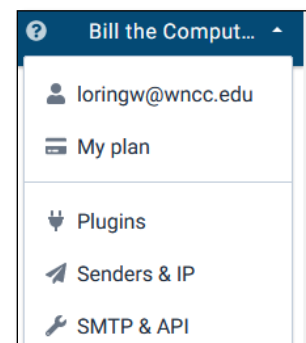 Bill the Comput...
loringw@wncc.edu
My plan
Plugins
Senders & IP
SMTP & API